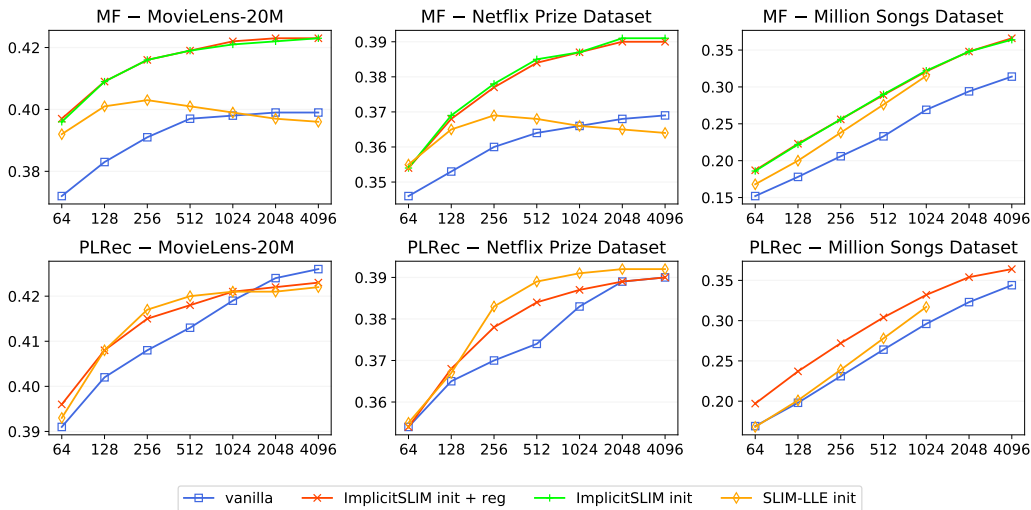 MF − MovieLens-20M
0.42
0.40
0.38
64 128 256 512 1024 2048 4096
MF − Netflix Prize Dataset
0.39
0.38
0.37
0.36
0.35
64 128 256 512 1024 2048 4096
MF − Million Songs Dataset
0.35
0.30
0.25
0.20
0.15
64 128 256 512 1024 2048 4096
PLRec − MovieLens-20M
0.42
0.41
0.40
0.39
64 128 256 512 1024 2048 4096
PLRec − Netflix Prize Dataset
0.39
0.38
0.37
0.36
64 128 256 512 1024 2048 4096
PLRec − Million Songs Dataset
0.35
0.30
0.25
0.20
64 128 256 512 1024 2048 4096
vanilla ImplicitSLIM init + reg ImplicitSLIM init SLIM-LLE init